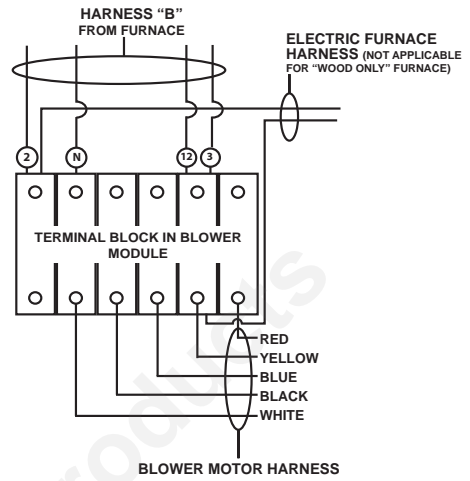 HARNESS “B”
FROM FURNACE
ELECTRIC FURNACE
HARNESS (NOT APPLICABLE
FOR “WOOD ONLY” FURNACE)
2
N
12
3
TERMINAL BLOCK IN BLOWER
MODULE
RED
YELLOW
BLUE
BLACK
WHITE
BLOWER MOTOR HARNESS
roducts